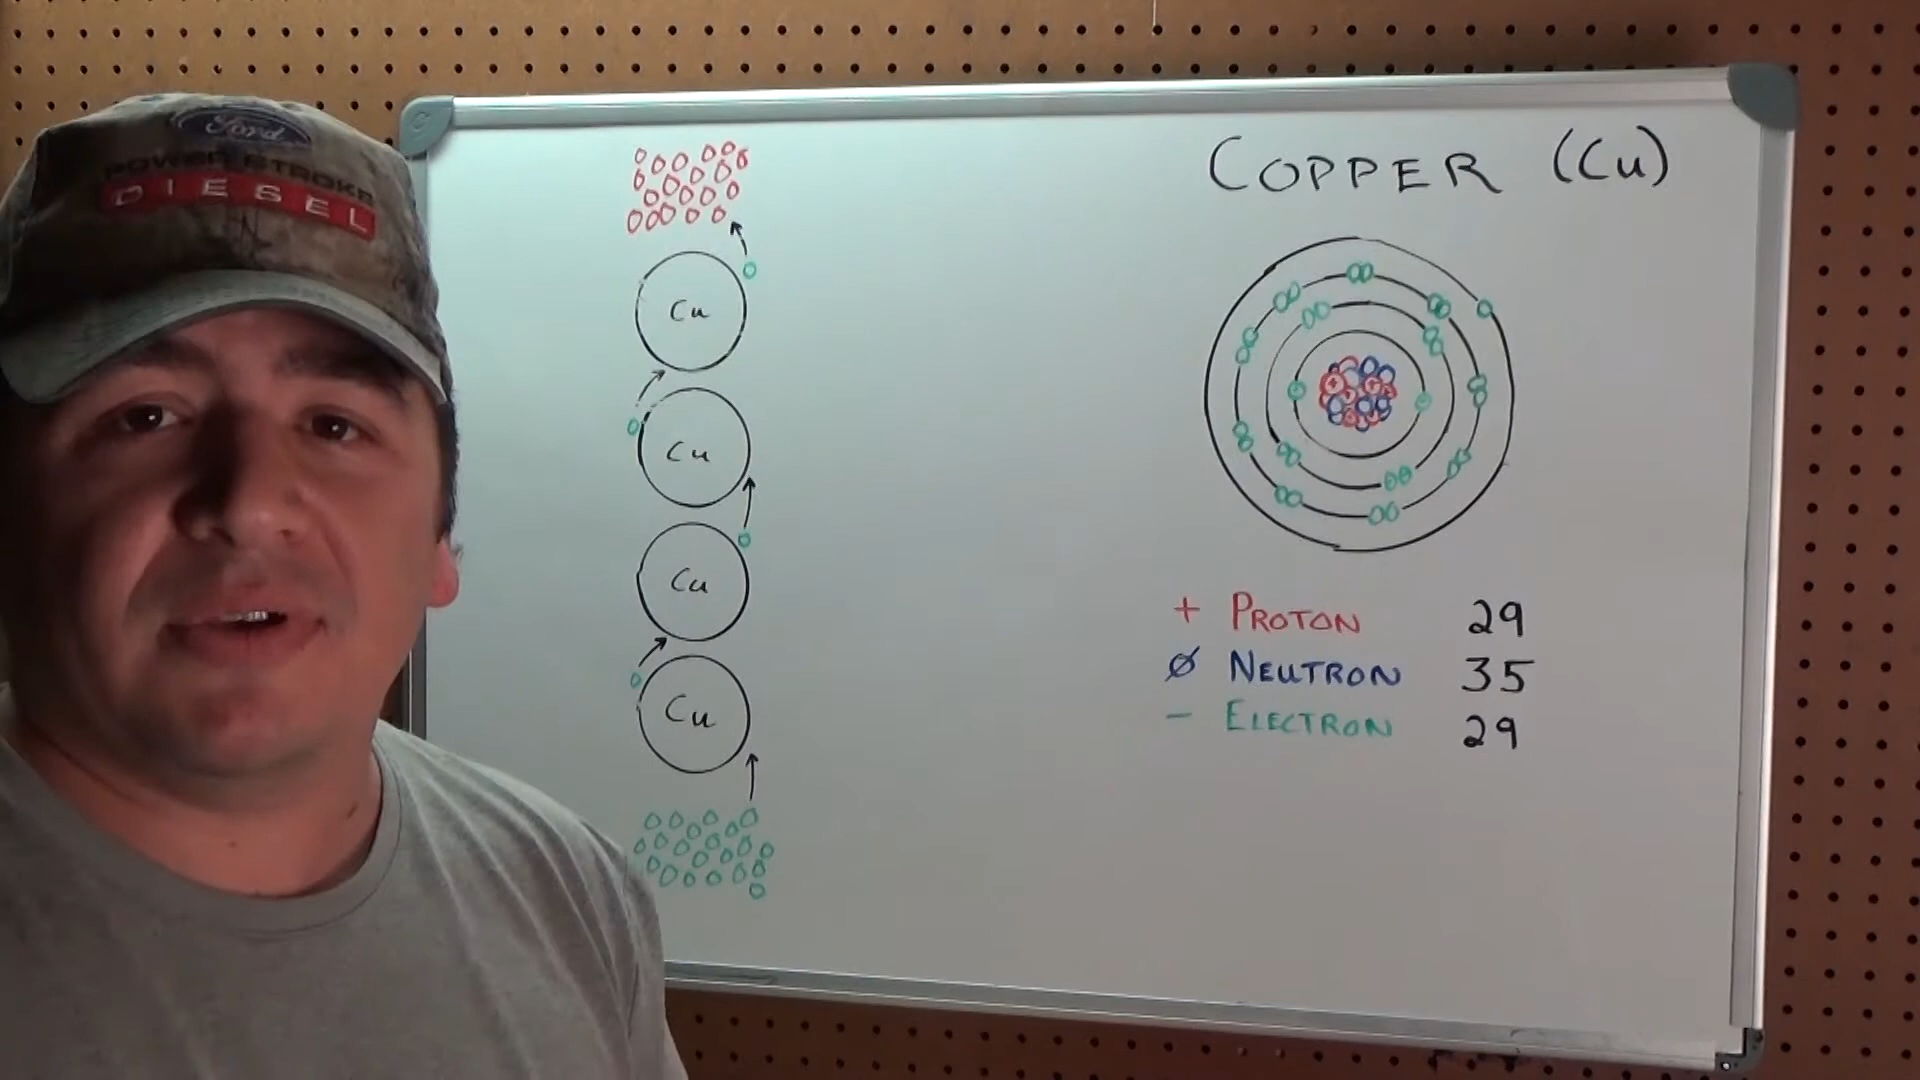 Ford
POWER STROKE
DIESEL
COPPER (Cu)
Cu
Cu
Cu
Cu
+ PROTON 29
Ø NEUTRON 35
- ELECTRON 29